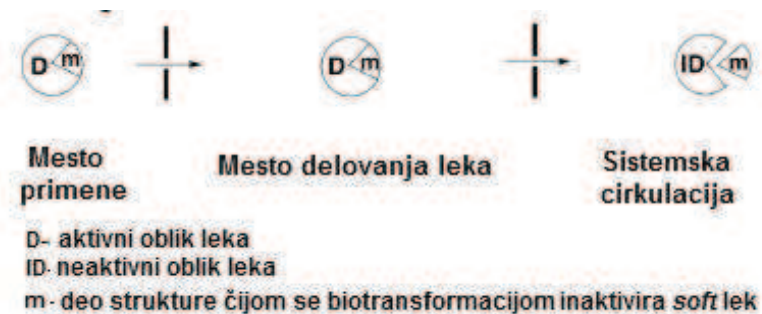 D m D m ID m
Mesto primene
Mesto delovanja leka
Sistemska cirkulacija
D- aktivni oblik leka
ID- neaktivni oblik leka
m - deo strukture čijom se biotransformacijom inaktivira soft lek